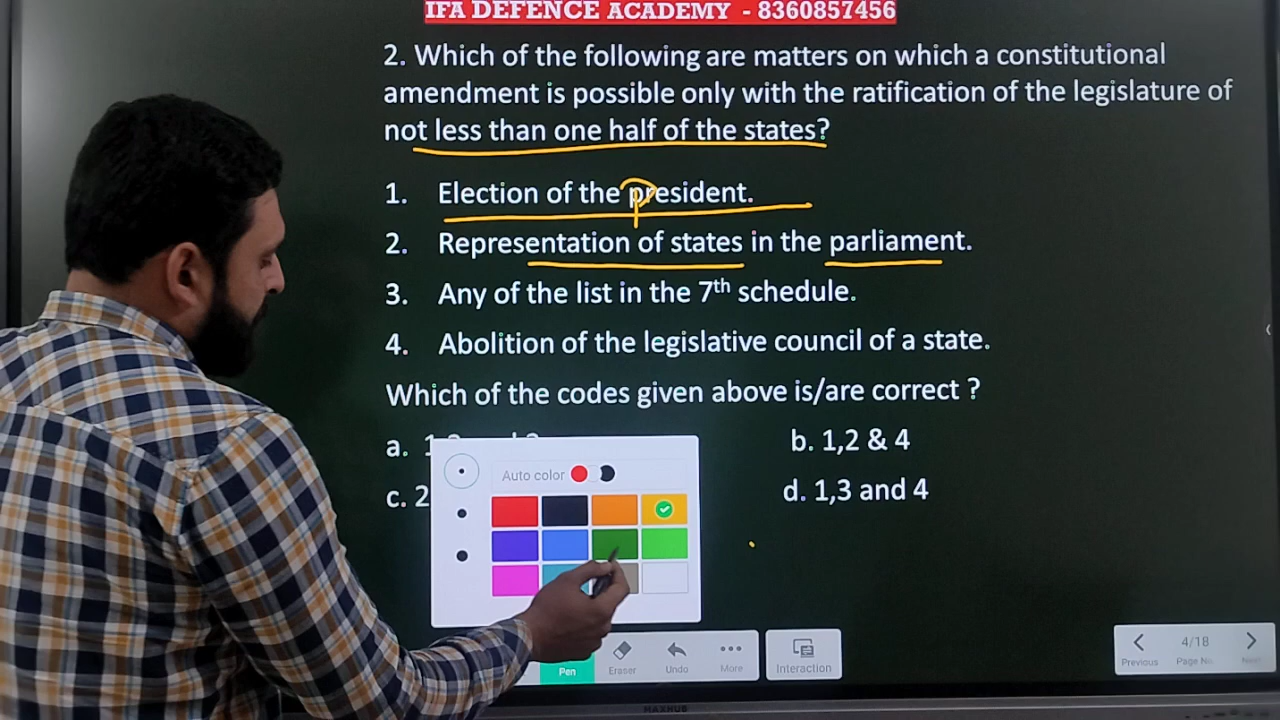 IFA DEFENCE ACADEMY - 8360857456
2. Which of the following are matters on which a constitutional
amendment is possible only with the ratification of the legislature of
not less than one half of the states?
1. Election of the president.
2. Representation of states in the parliament.
3. Any of the list in the 7th schedule.
4. Abolition of the legislative council of a state.
Which of the codes given above is/are correct ?
a. b. 1,2 & 4
c. 2 d. 1,3 and 4
Auto color
Pen Eraser Undo More Interaction
Previous 4/18 Next
Page No.
MAXHUB